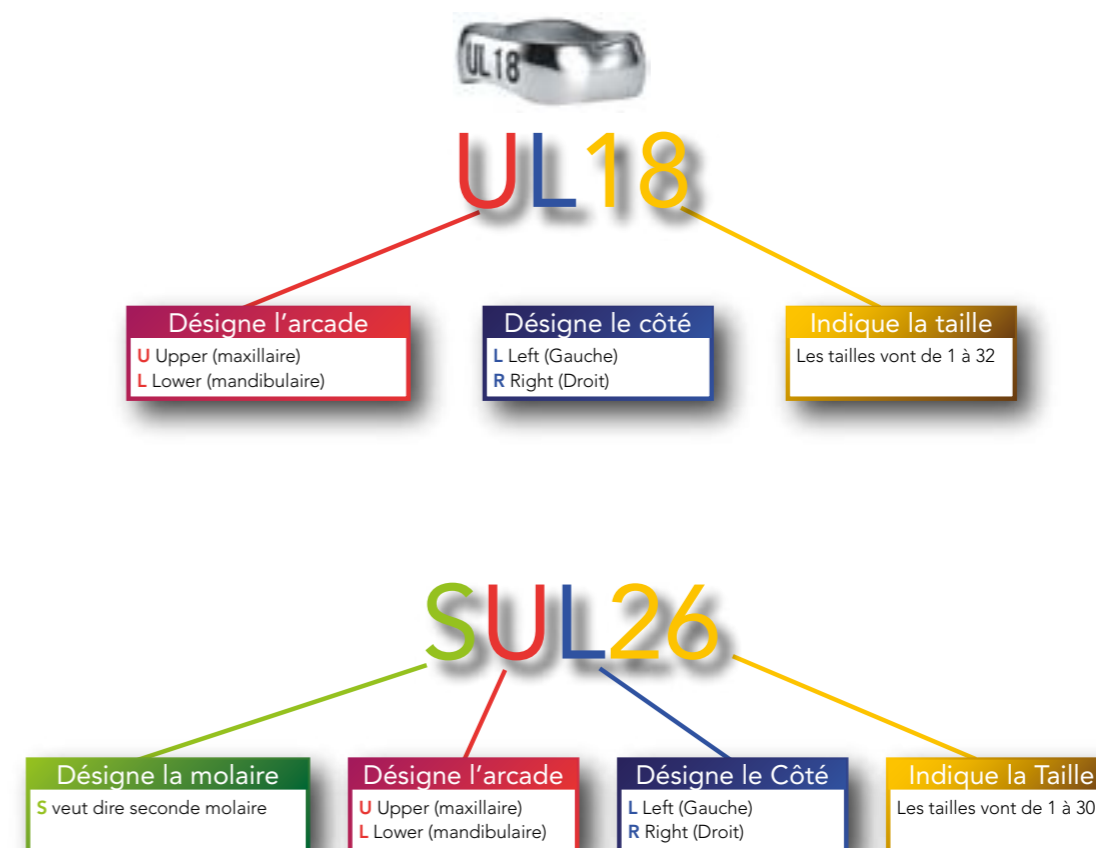 UL18
UL18
Désigne l'arcade
U Upper (maxillaire)
L Lower (mandibulaire)
Désigne le côté
L Left (Gauche)
R Right (Droit)
Indique la taille
Les tailles vont de 1 à 32
SUL26
Désigne la molaire
S veut dire seconde molaire
Désigne l'arcade
U Upper (maxillaire)
L Lower (mandibulaire)
Désigne le Côté
L Left (Gauche)
R Right (Droit)
Indique la Taille
Les tailles vont de 1 à 30